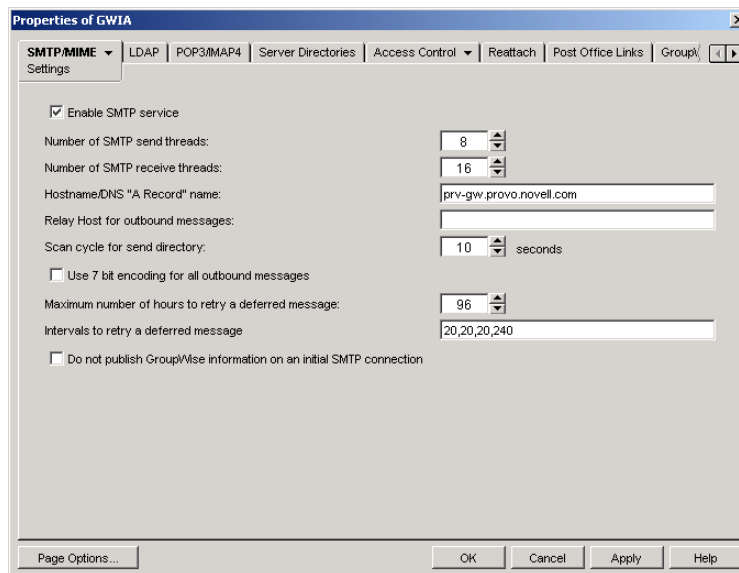 Properties of GWIA
SMTP/MIME
LDAP
POP3/IMAP4
Server Directories
Access Control
Reattach
Post Office Links
Settings
Enable SMTP service
Number of SMTP send threads: 8
Number of SMTP receive threads: 16
Hostname/DNS "A Record" name: prv-gw.provo.novell.com
Relay Host for outbound messages:
Scan cycle for send directory: 10 seconds
Use 7 bit encoding for all outbound messages
Maximum number of hours to retry a deferred message: 96
Intervals to retry a deferred message 20,20,20,240
Do not publish GroupWise information on an initial SMTP connection
Page Options...
OK
Cancel
Apply
Help